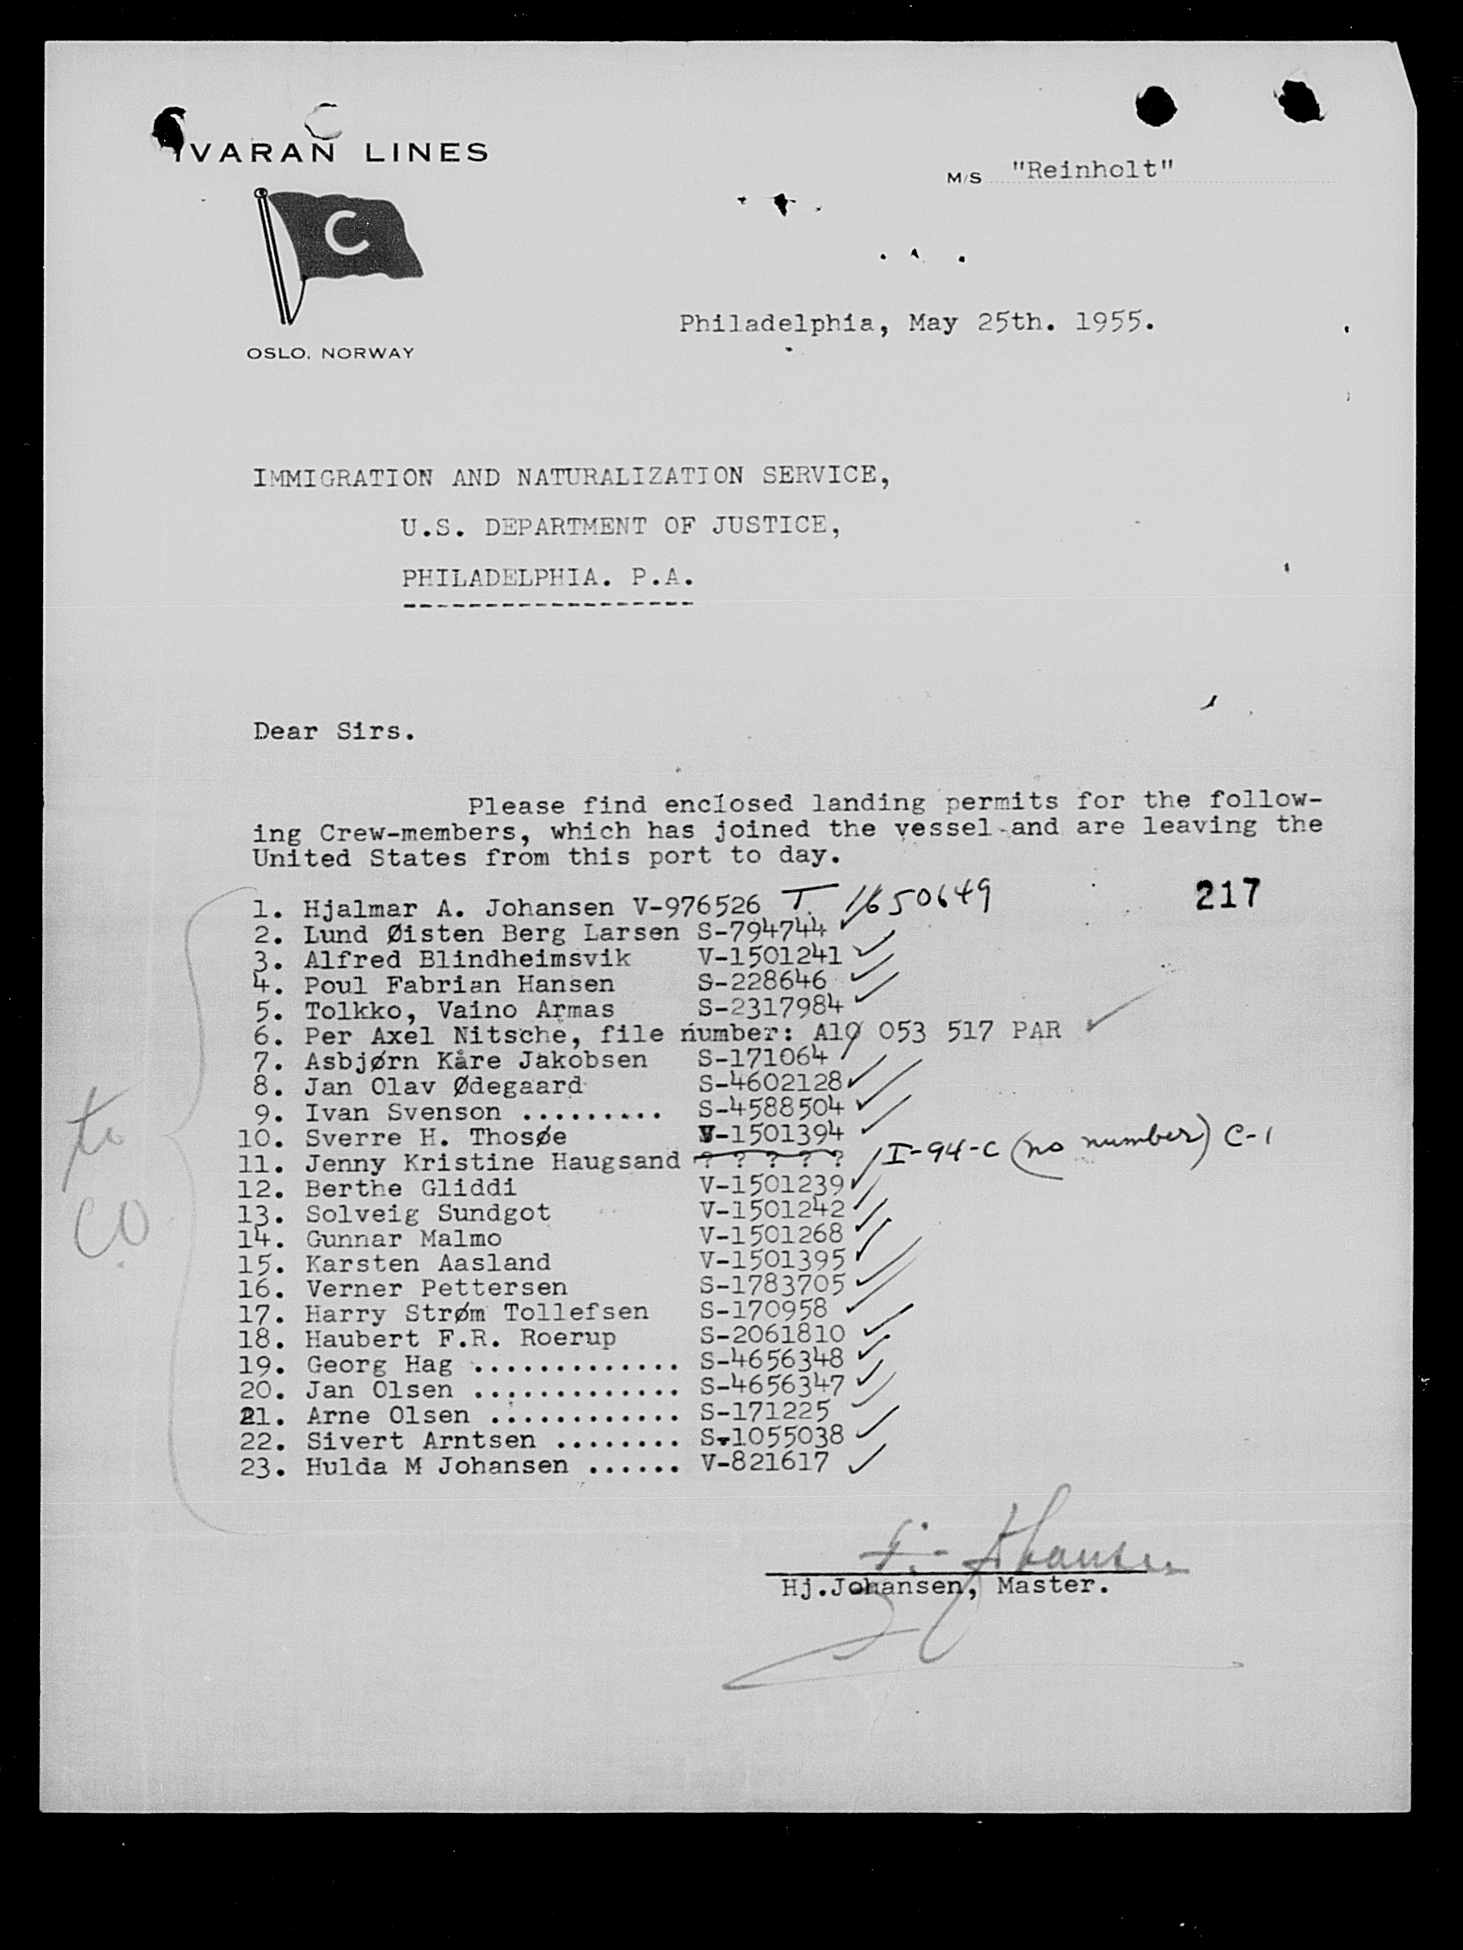 IVARAN LINES
M/S "Reinholt"
C
OSLO, NORWAY
Philadelphia, May 25th. 1955.
IMMIGRATION AND NATURALIZATION SERVICE,
U.S. DEPARTMENT OF JUSTICE,
PHILADELPHIA. P.A.
------------------
Dear Sirs.
Please find enclosed landing permits for the follow-
ing Crew-members, which has joined the vessel and are leaving the
United States from this port to day.
217
1. Hjalmar A. Johansen V-976526 T. 1650649
2. Lund Øisten Berg Larsen S-794744 ✓
3. Alfred Blindheimsvik V-1501241 ✓
4. Poul Fabrian Hansen S-228646 ✓
5. Tolkko, Vaino Armas S-2317984 ✓
6. Per Axel Nitsche, file number: A10 053 517 PAR ✓
7. Asbjørn Kåre Jakobsen S-171064 ✓
8. Jan Olav Ødegaard S-4602128 ✓
9. Ivan Svenson ......... S-4588504 ✓
10. Sverre H. Thosøe V-1501394 ✓
11. Jenny Kristine Haugsand ? ? ? ? ? I-94-C (no number) C-1
12. Berthe Gliddi V-1501239 ✓
13. Solveig Sundgot V-1501242 ✓
14. Gunnar Malmo V-1501268 ✓
15. Karsten Aasland V-1501395 ✓
16. Verner Pettersen S-1783705 ✓
17. Harry Strøm Tollefsen S-170958 ✓
18. Haubert F.R. Roerup S-2061810 ✓
19. Georg Hag ............. S-4656348 ✓
20. Jan Olsen ............. S-4656347 ✓
21. Arne Olsen ............ S-171225 ✓
22. Sivert Arntsen ........ S-1055038 ✓
23. Hulda M Johansen ...... V-821617 ✓
to
CO
Hj. Johansen
Hj.Johansen, Master.